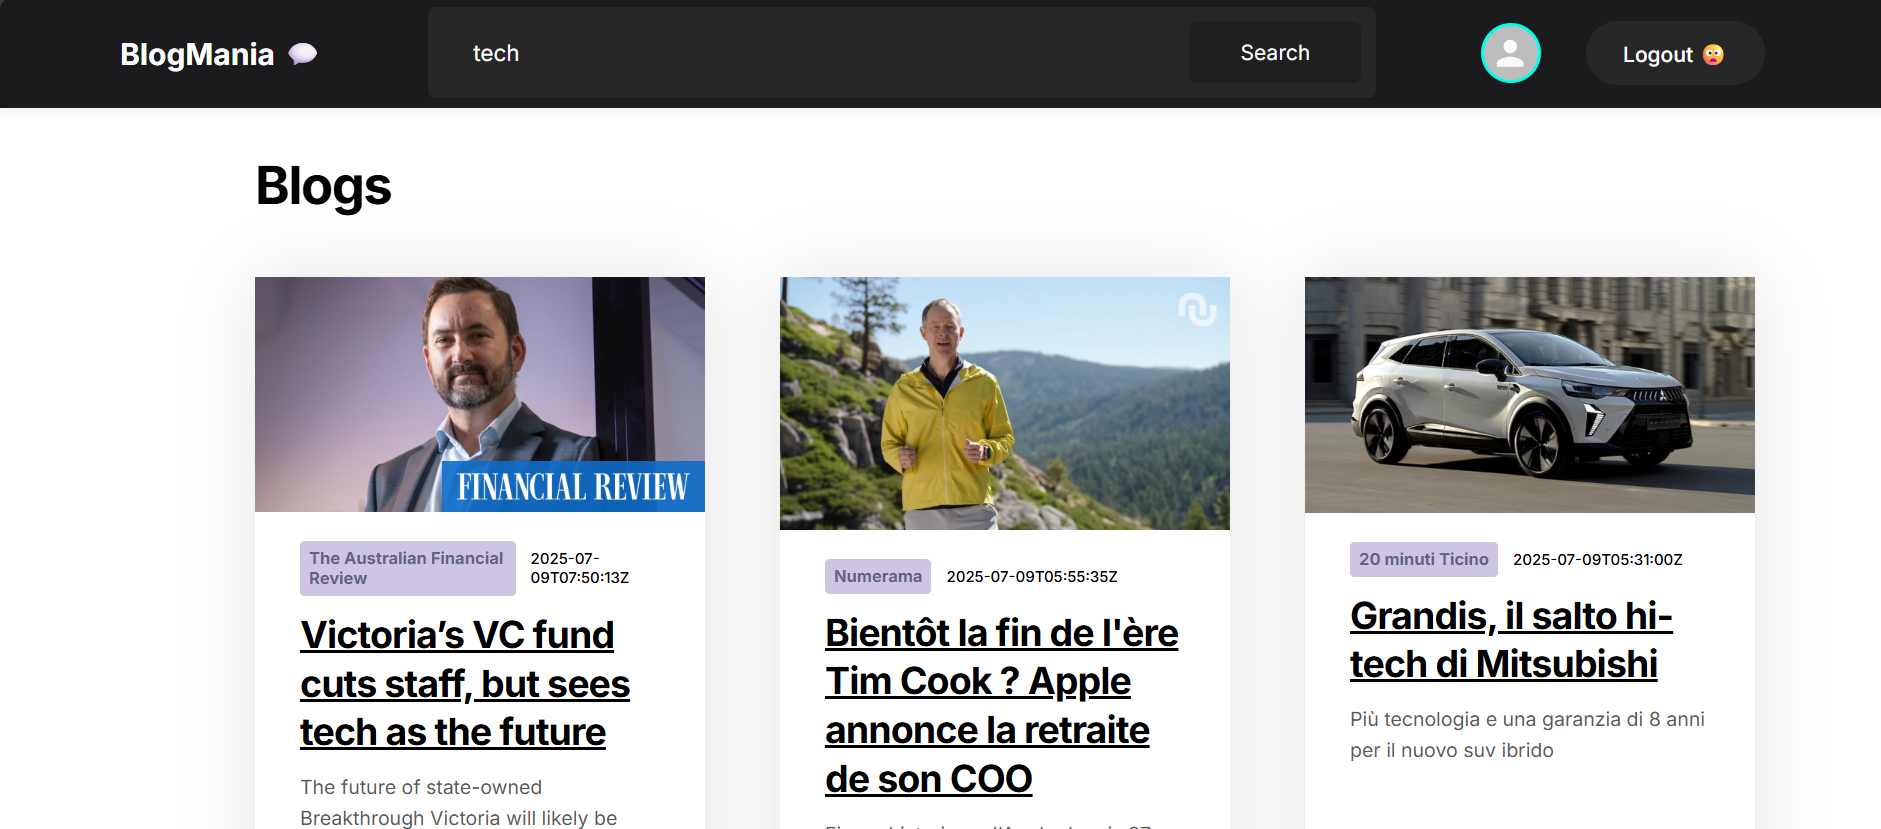 BlogMania
tech
Search
Logout
Blogs
FINANCIAL REVIEW
The Australian Financial
Review
2025-07-
09T07:50:13Z
Victoria’s VC fund
cuts staff, but sees
tech as the future
The future of state-owned
Breakthrough Victoria will likely be
Numerama
2025-07-09T05:55:35Z
Bientôt la fin de l'ère
Tim Cook ? Apple
annonce la retraite
de son COO
20 minuti Ticino
2025-07-09T05:31:00Z
Grandis, il salto hi-
tech di Mitsubishi
Più tecnologia e una garanzia di 8 anni
per il nuovo suv ibrido